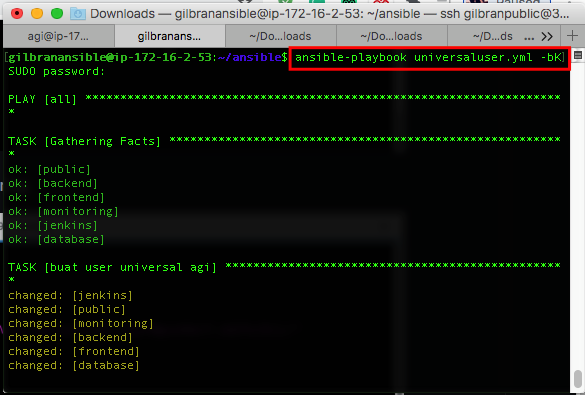 Downloads — gilbranansible@ip-172-16-2-53: ~/ansible — ssh gilbranpublic@3...
agi@ip-17... gilbranans... ~/Do...loads ~/Do...loads ~/D...ds ... >> +
[gilbranansible@ip-172-16-2-53:~/ansible$ ansible-playbook universaluser.yml -bK]
SUDO password:
PLAY [all] *********************************************************
*
TASK [Gathering Facts] *********************************************
*
ok: [public]
ok: [backend]
ok: [frontend]
ok: [monitoring]
ok: [jenkins]
ok: [database]
TASK [buat user universal agi] *************************************
*
changed: [jenkins]
changed: [public]
changed: [monitoring]
changed: [backend]
changed: [frontend]
changed: [database]